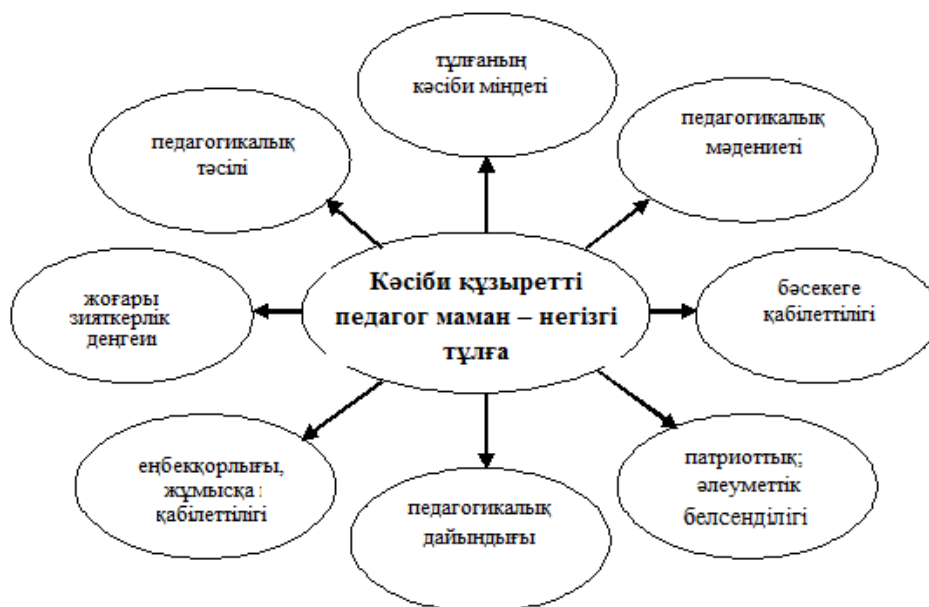 тұлғаның
кәсіби міндеті
педагогикалық
тәсілі
педагогикалық
мәдениеті
Кәсіби құзыретті
педагог маман – негізгі
тұлға
жоғары
зияткерлік
деңгейі
бәсекеге
қабілеттілігі
еңбекқорлығы,
жұмысқа :
қабілеттілігі
педагогикалық
дайындығы
патриоттық;
әлеуметтік
белсенділігі